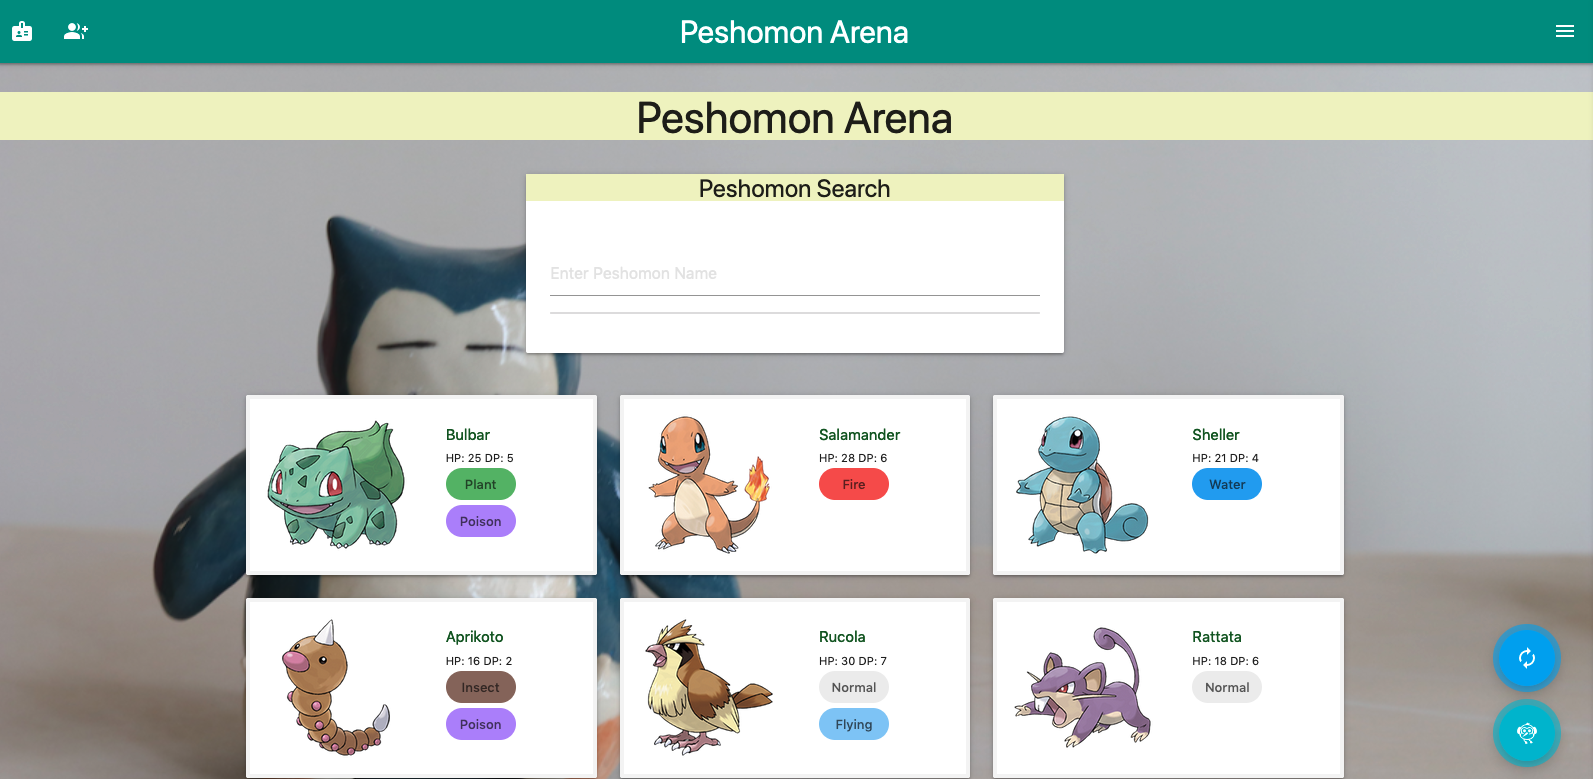 Peshomon Arena
Peshomon Arena
Peshomon Search
Enter Peshomon Name
Bulbar
HP: 25 DP: 5
Plant
Poison
Salamander
HP: 28 DP: 6
Fire
Sheller
HP: 21 DP: 4
Water
Aprikoto
HP: 16 DP: 2
Insect
Poison
Rucola
HP: 30 DP: 7
Normal
Flying
Rattata
HP: 18 DP: 6
Normal